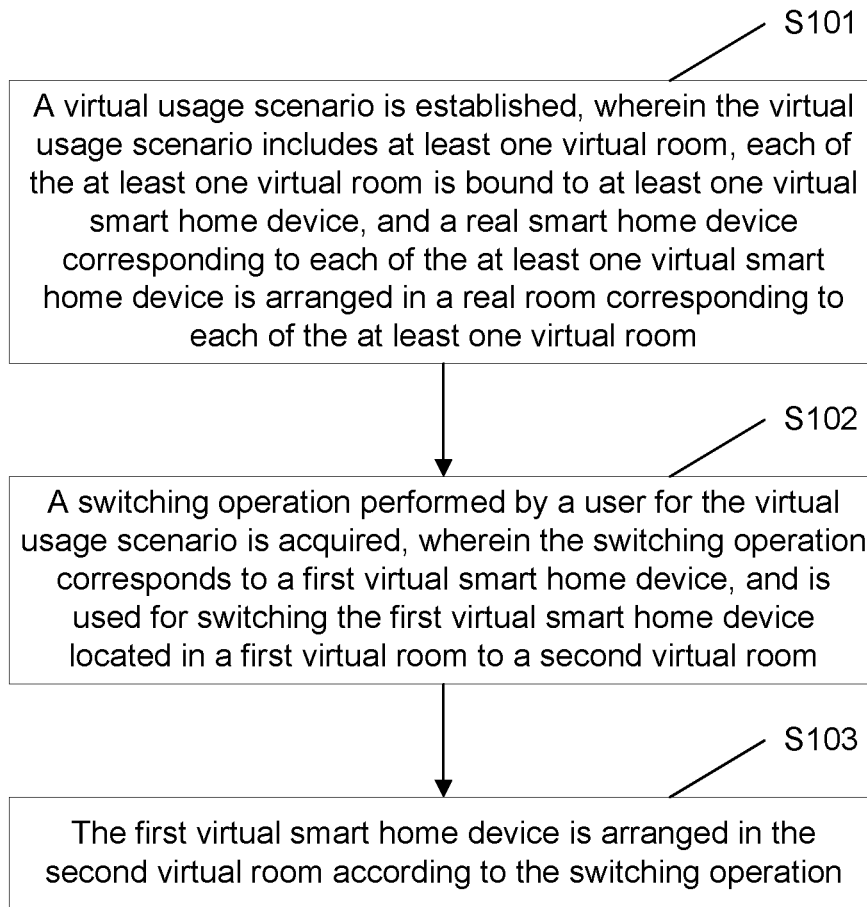 S101
A virtual usage scenario is established, wherein the virtual
usage scenario includes at least one virtual room, each of
the at least one virtual room is bound to at least one virtual
smart home device, and a real smart home device
corresponding to each of the at least one virtual smart
home device is arranged in a real room corresponding to
each of the at least one virtual room
S102
A switching operation performed by a user for the virtual
usage scenario is acquired, wherein the switching operation
corresponds to a first virtual smart home device, and is
used for switching the first virtual smart home device
located in a first virtual room to a second virtual room
S103
The first virtual smart home device is arranged in the
second virtual room according to the switching operation